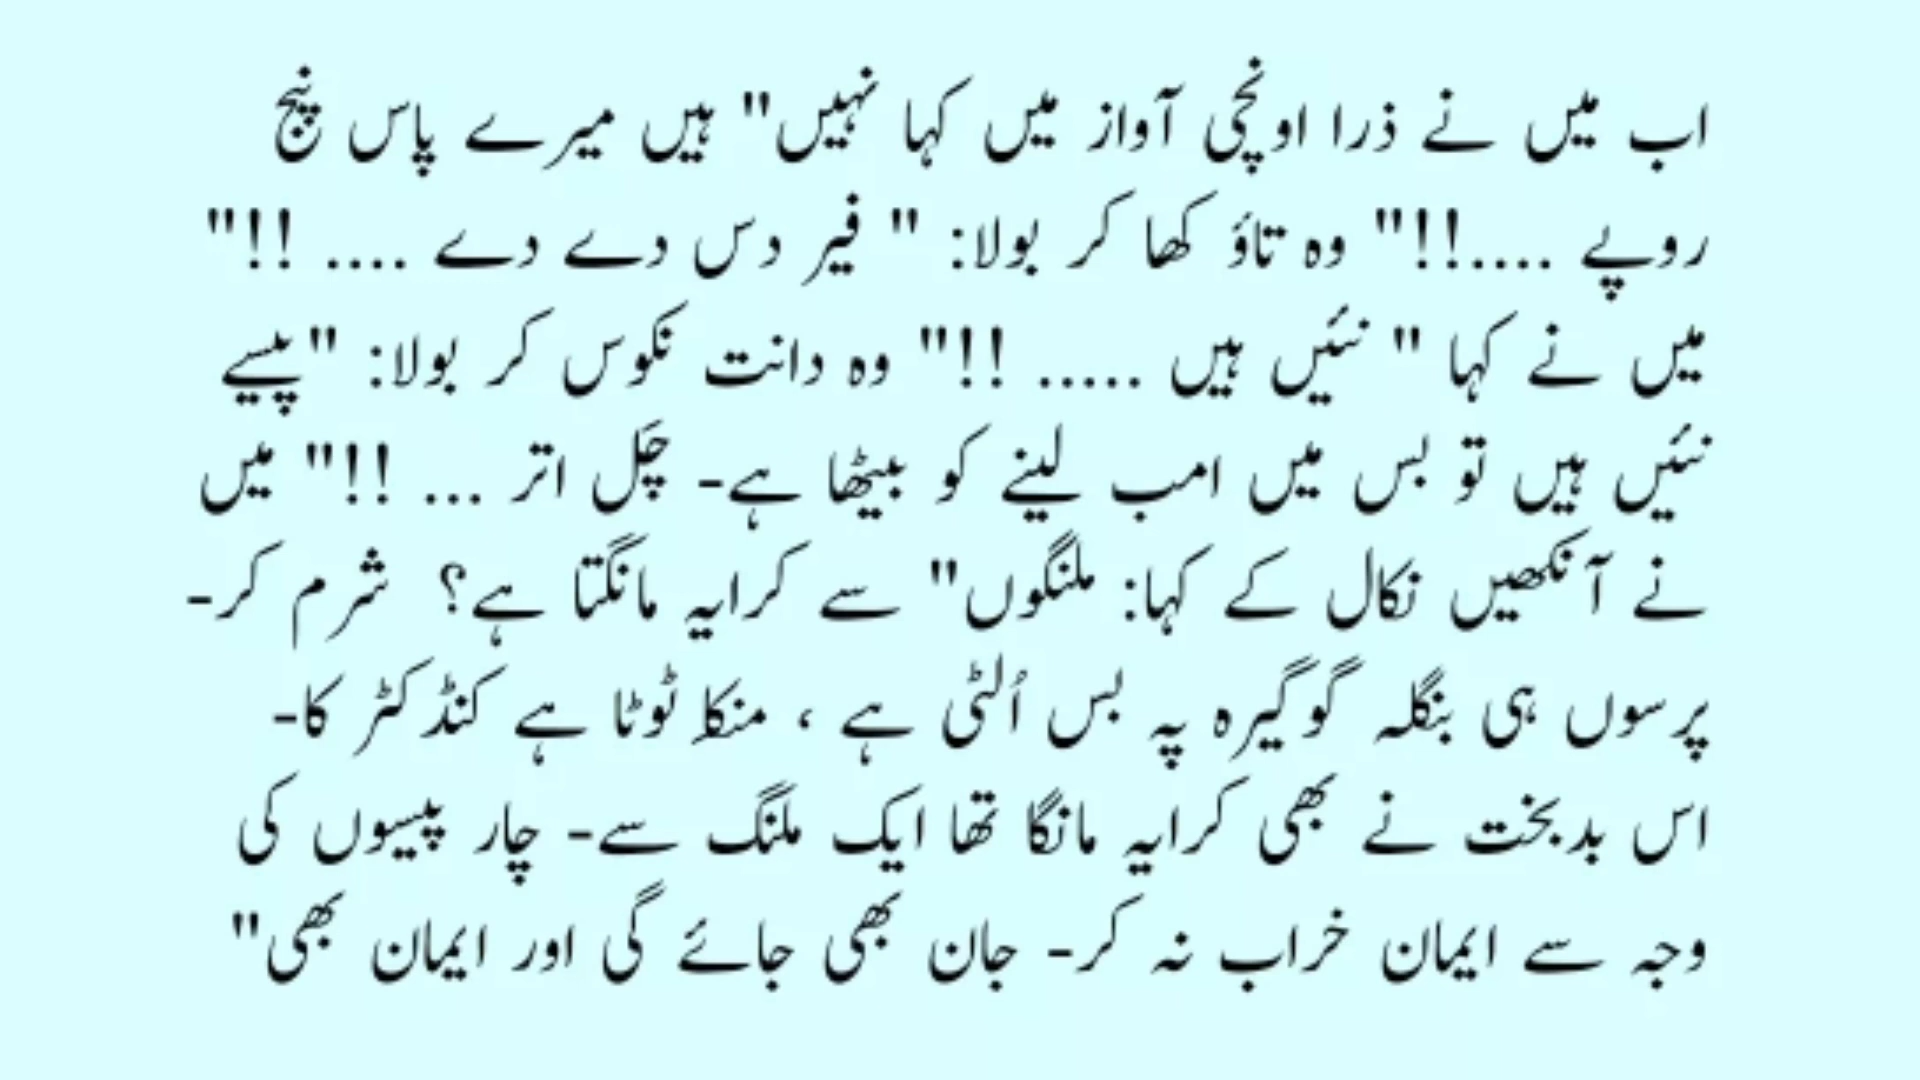 اب میں نے ذرا اونچی آواز میں کہا نہیں" ہیں میرے پاس پنج
روپے ....!!" وہ تاؤ کھا کر بولا: " فیر دس دے دے .... !!"
میں نے کہا " نئیں ہیں ..... !!" وہ دانت نکوس کر بولا: "پیسے
نئیں ہیں تو بس میں امب لینے کو بیٹھا ہے- چَل اتر ... !!" میں
نے آنکھیں نکال کے کہا: ملنگوں" سے کرایہ مانگتا ہے؟ شرم کر-
پرسوں ہی بنگلہ گوگیرہ پہ بس اُلٹی ہے ، منکا ٹوٹا ہے کنڈکٹر کا-
اس بدبخت نے بھی کرایہ مانگا تھا ایک ملنگ سے- چار پیسوں کی
وجہ سے ایمان خراب نہ کر- جان بھی جائے گی اور ایمان بھی"